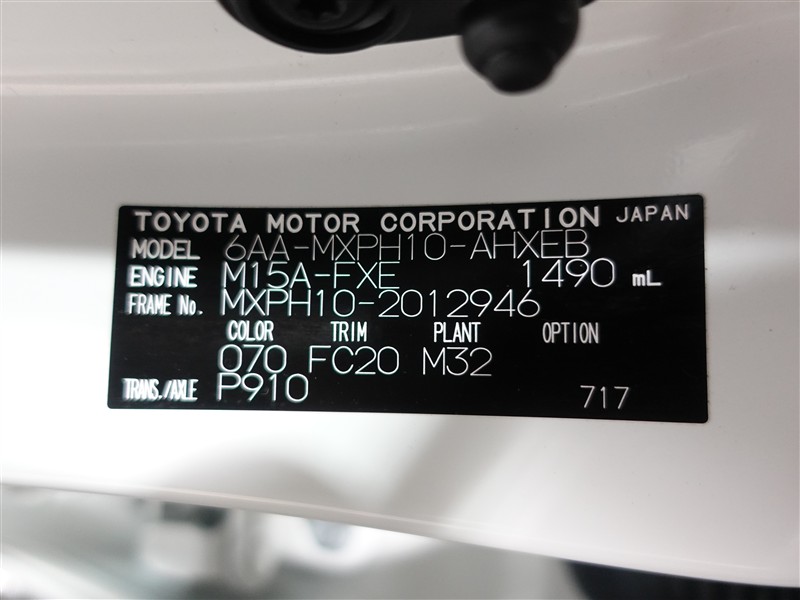 TOYOTA MOTOR CORPORATION JAPAN
MODEL 6AA-MXPH10-AHXEB
ENGINE M15A-FXE 1490 mL
FRAME No. MXPH10-2012946
COLOR TRIM PLANT OPTION
070 FC20 M32
TRANS./AXLE P910 717